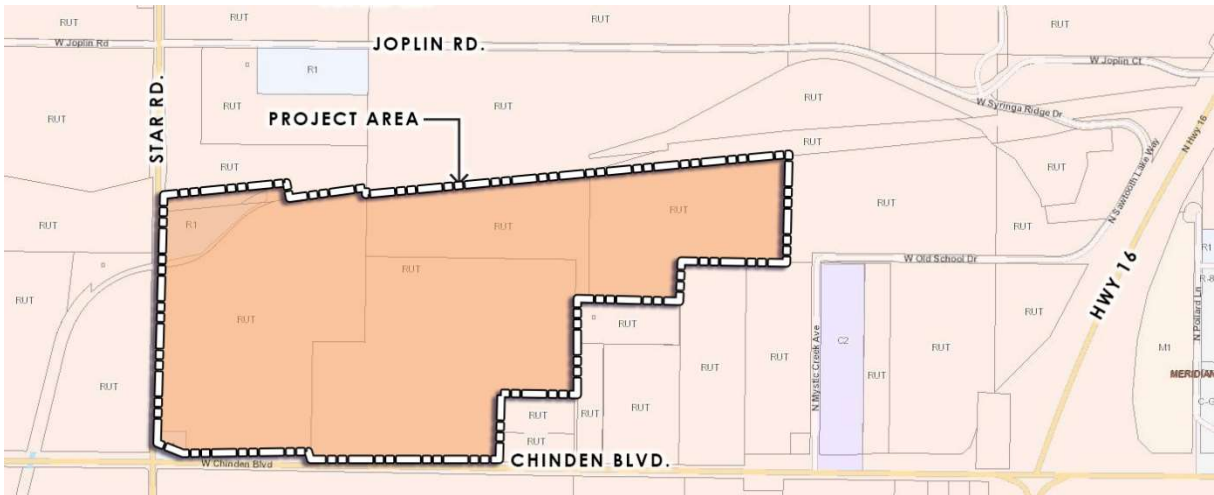 RUT
RUT
RUT
RUT
W Joplin Rd
JOPLIN RD.
R1
W Joplin Ct
STAR RD.
RUT
RUT
RUT
RUT
W Syringa Ridge Dr
PROJECT AREA
N Hwy 16
RUT
RUT
RUT
N Sawtooth Lake Way
RUT
R1
RUT
RUT
RUT
RUT
R1
W Old School Dr
RUT
R-8
HWY 16
N Pollard Ln
RUT
RUT
RUT
RUT
C2
RUT
RUT
RUT
M1
RUT
RUT
N Mystic Creek Ave
MERIDIAN
C-G
RUT
RUT
RUT
RUT
W Chinden Blvd
CHINDEN BLVD.